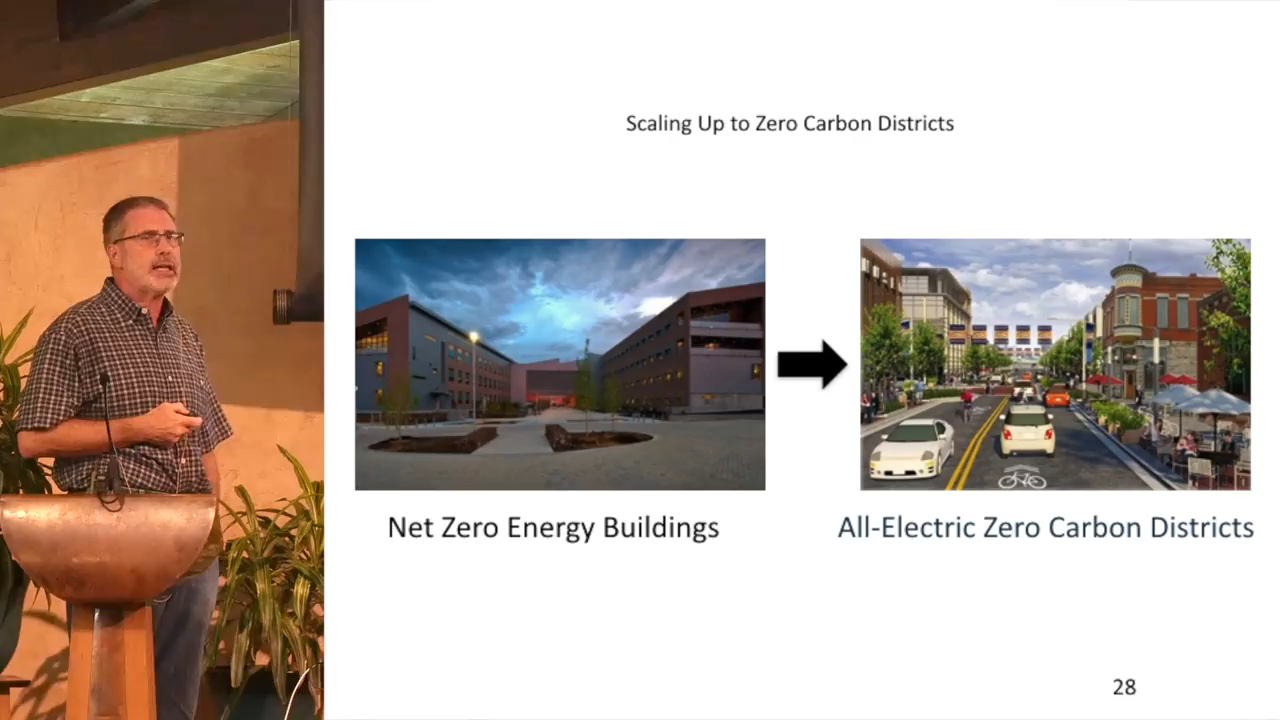 Scaling Up to Zero Carbon Districts
Net Zero Energy Buildings
All-Electric Zero Carbon Districts
28